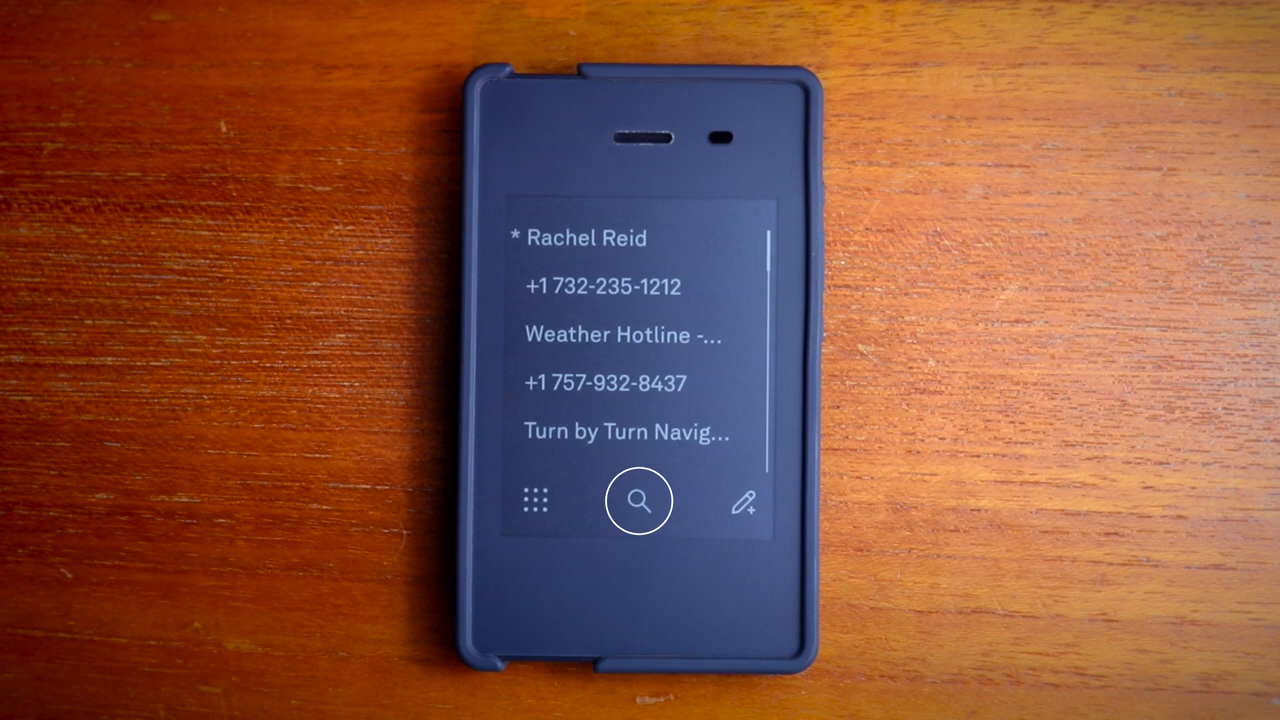 * Rachel Reid
+1 732-235-1212
Weather Hotline -...
+1 757-932-8437
Turn by Turn Navig...